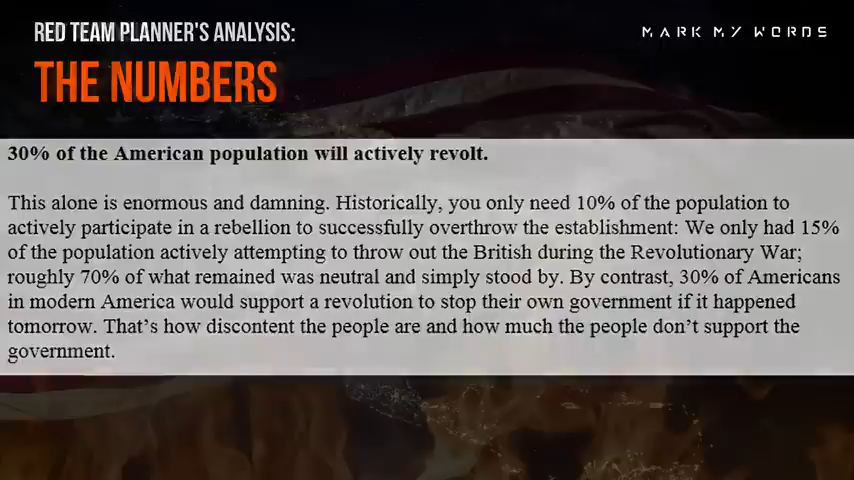 RED TEAM PLANNER'S ANALYSIS:
MARK MY WORDS
THE NUMBERS
30% of the American population will actively revolt.
This alone is enormous and damning. Historically, you only need 10% of the population to
actively participate in a rebellion to successfully overthrow the establishment: We only had 15%
of the population actively attempting to throw out the British during the Revolutionary War;
roughly 70% of what remained was neutral and simply stood by. By contrast, 30% of Americans
in modern America would support a revolution to stop their own government if it happened
tomorrow. That’s how discontent the people are and how much the people don’t support the
government.